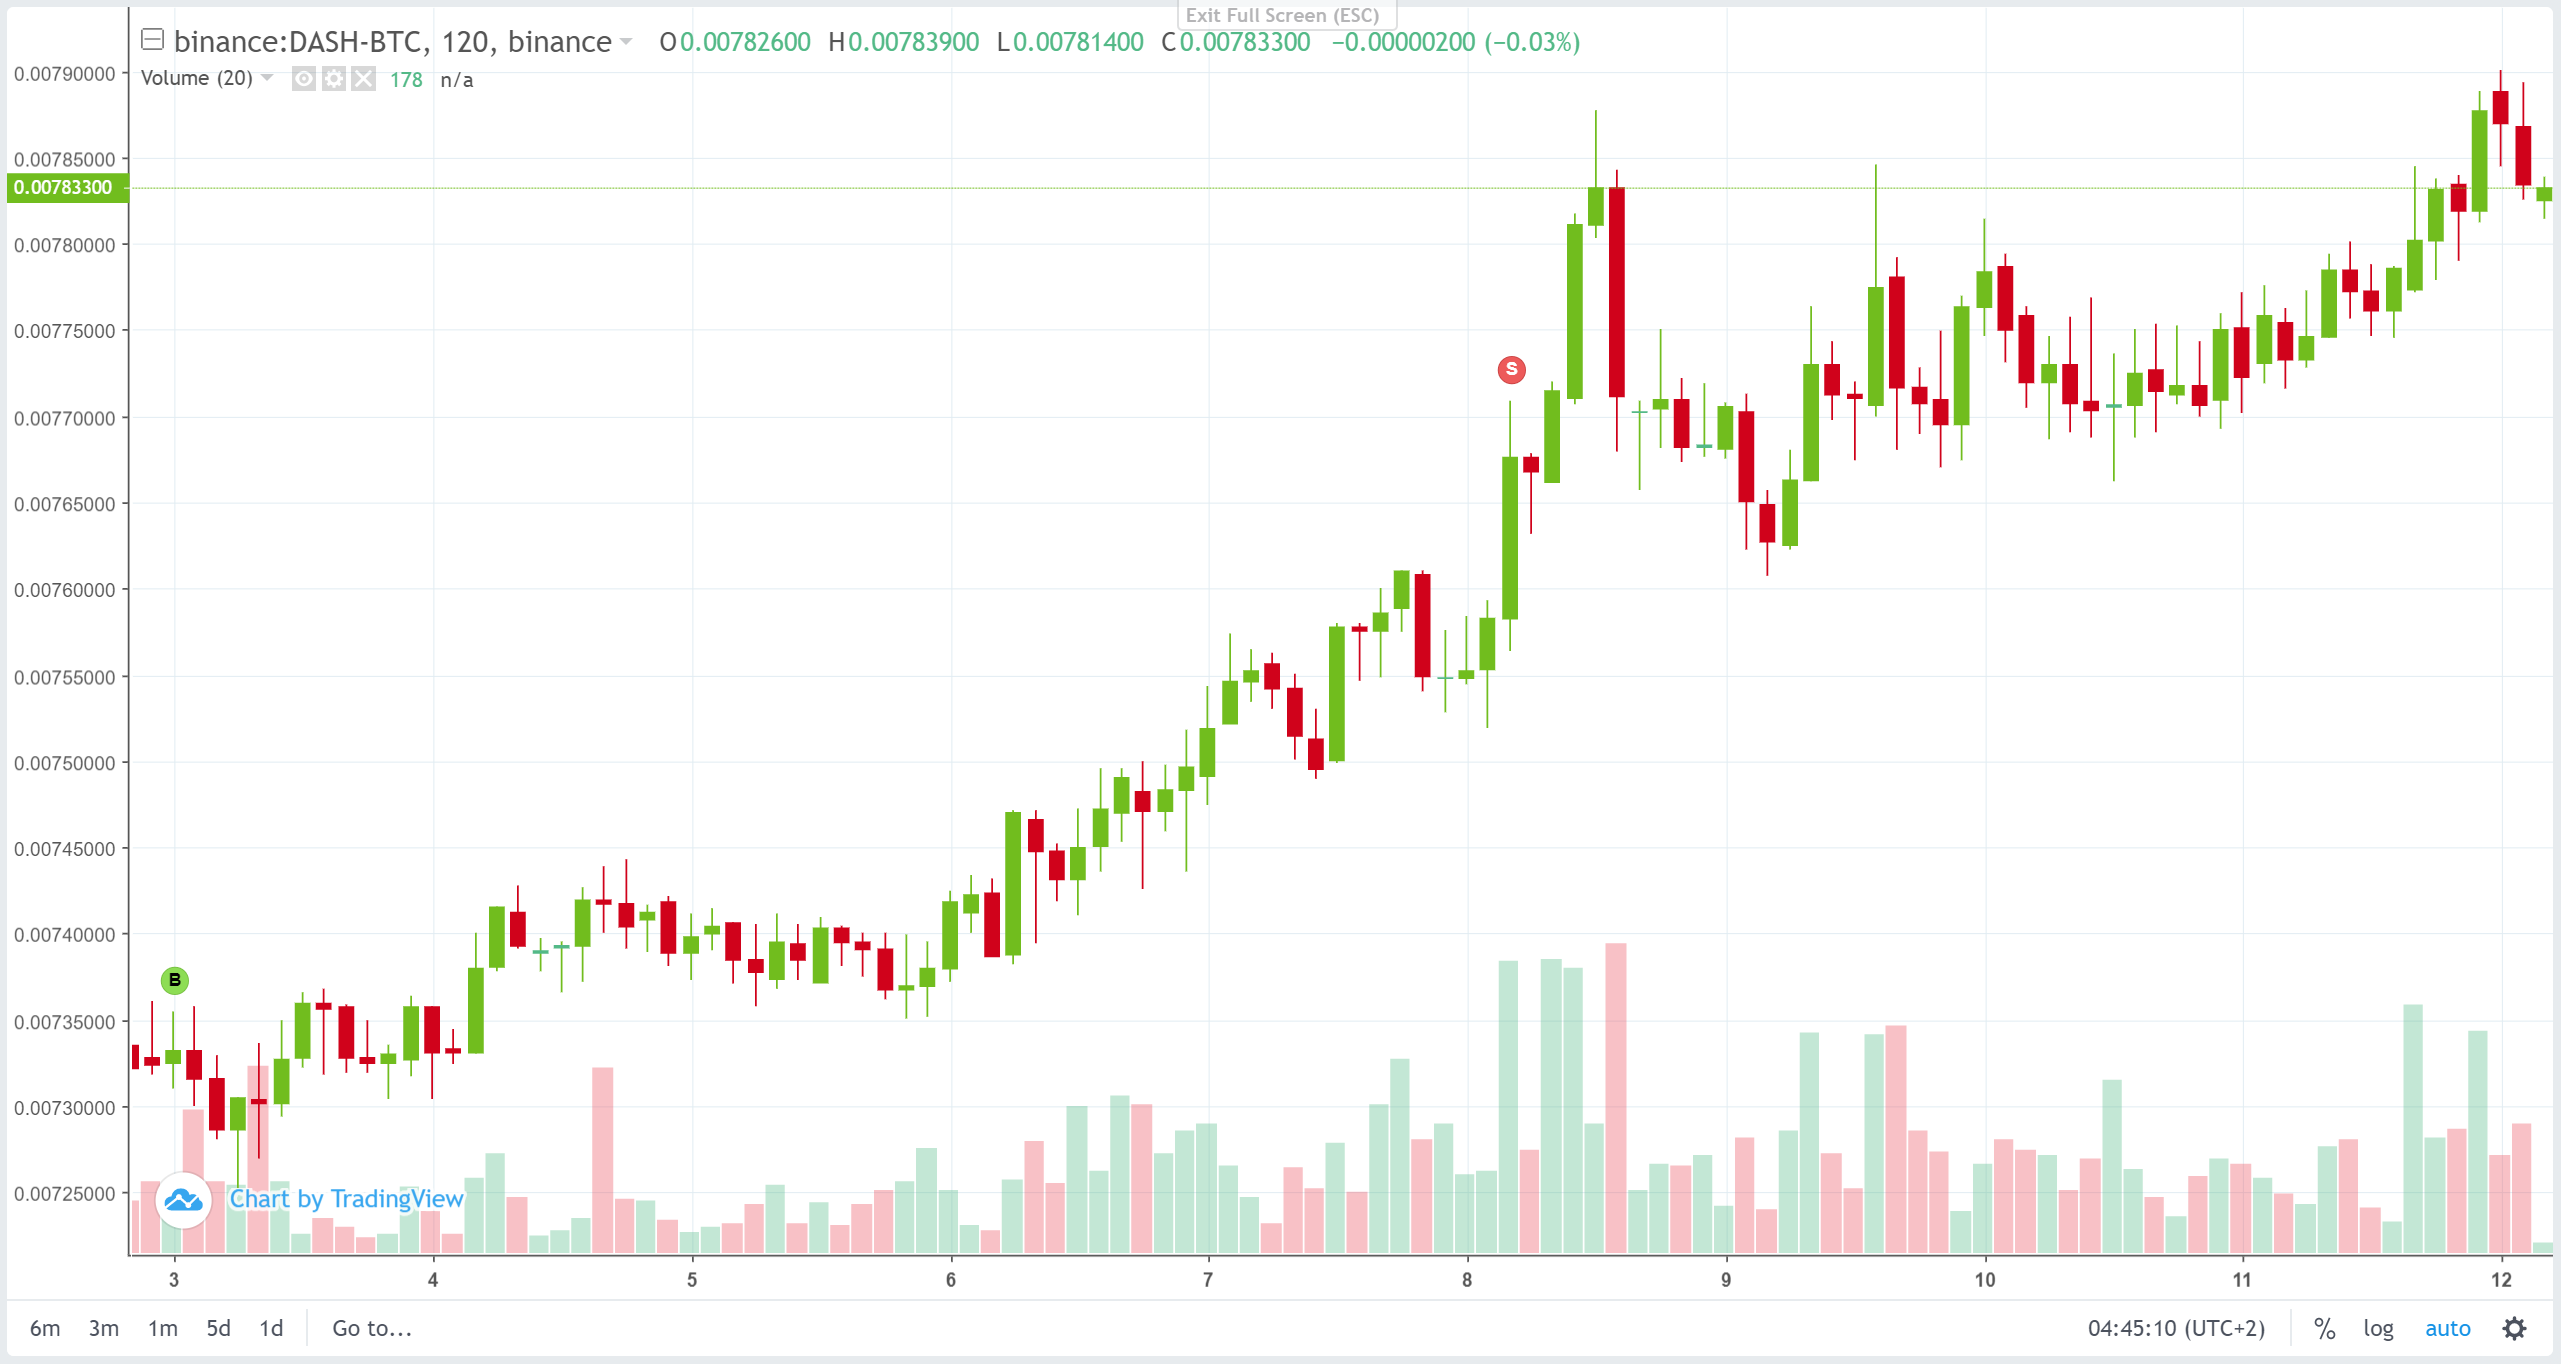 Exit Full Screen (ESC)
binance:DASH-BTC, 120, binance O0.00782600 H0.00783900 L0.00781400 C0.00783300 −0.00000200 (−0.03%)
Volume (20) 178 n/a
0.00790000
0.00785000
0.00783300
0.00780000
0.00775000
0.00770000
0.00765000
0.00760000
0.00755000
0.00750000
0.00745000
0.00740000
0.00735000
0.00730000
0.00725000
S
B
Chart by TradingView
3 4 5 6 7 8 9 10 11 12
6m 3m 1m 5d 1d Go to... 04:45:10 (UTC+2) % log auto